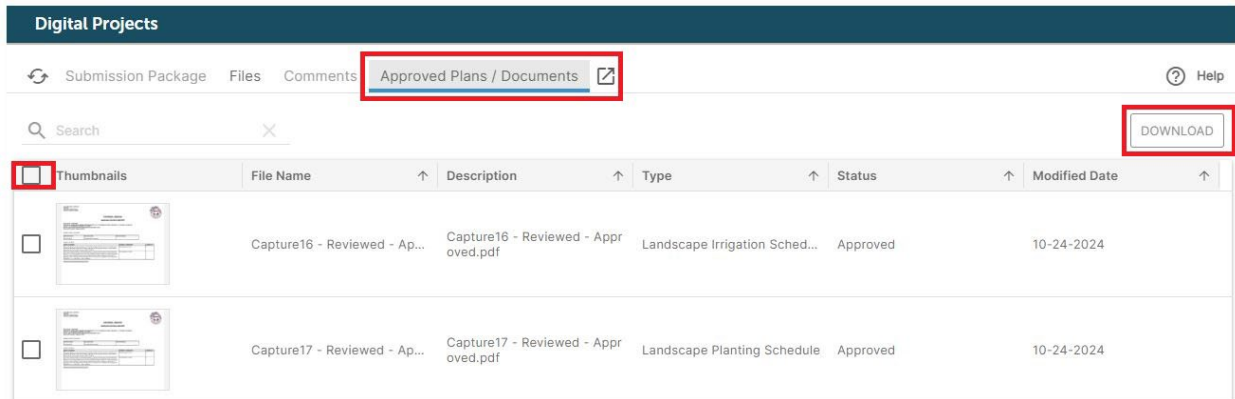 Digital Projects
Submission Package Files Comments Approved Plans / Documents Help
Search DOWNLOAD
Thumbnails File Name Description Type Status Modified Date
Capture16 - Reviewed - Ap... Capture16 - Reviewed - Appr Landscape Irrigation Sched... Approved 10-24-2024
oved.pdf
Capture17 - Reviewed - Ap... Capture17 - Reviewed - Appr Landscape Planting Schedule Approved 10-24-2024
oved.pdf